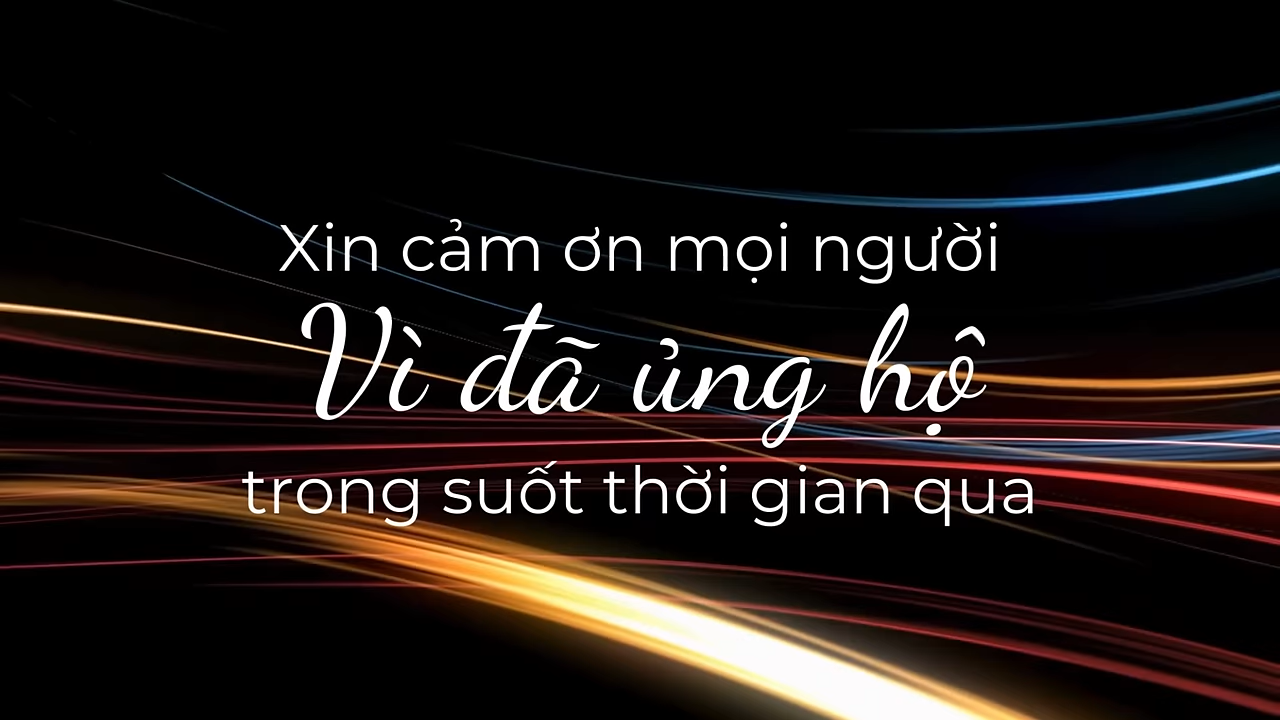 Xin cảm ơn mọi người
Vì đã ủng hộ
trong suốt thời gian qua